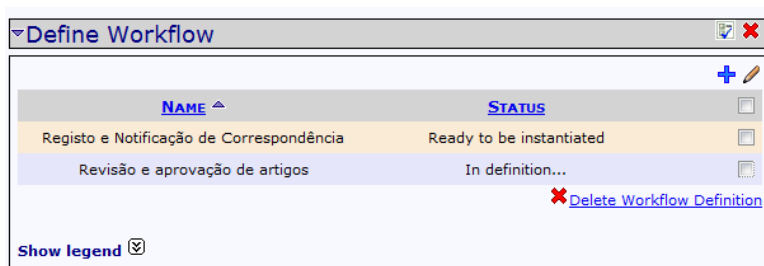 Define Workflow
Name Status
Registo e Notificação de Correspondência Ready to be instantiated
Revisão e aprovação de artigos In definition...
Delete Workflow Definition
Show legend